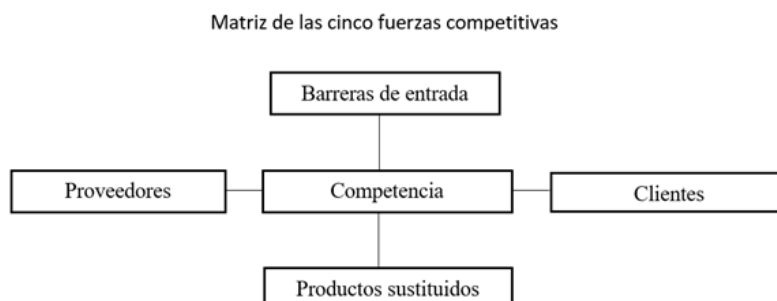 Matriz de las cinco fuerzas competitivas
Barreras de entrada
Proveedores
Competencia
Clientes
Productos sustituidos